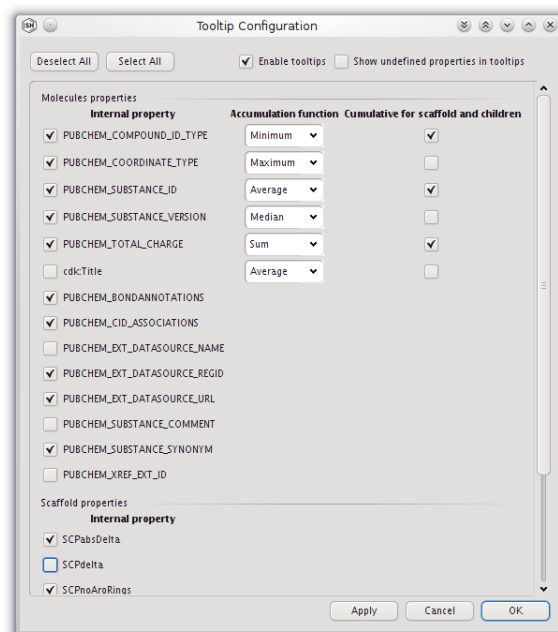 SH
Tooltip Configuration
Deselect All Select All Enable tooltips Show undefined properties in tooltips
Molecules properties
Internal property Accumulation function Cumulative for scaffold and children
PUBCHEM_COMPOUND_ID_TYPE Minimum
PUBCHEM_COORDINATE_TYPE Maximum
PUBCHEM_SUBSTANCE_ID Average
PUBCHEM_SUBSTANCE_VERSION Median
PUBCHEM_TOTAL_CHARGE Sum
cdk:Title Average
PUBCHEM_BONDANNOTATIONS
PUBCHEM_CID_ASSOCIATIONS
PUBCHEM_EXT_DATASOURCE_NAME
PUBCHEM_EXT_DATASOURCE_REGID
PUBCHEM_EXT_DATASOURCE_URL
PUBCHEM_SUBSTANCE_COMMENT
PUBCHEM_SUBSTANCE_SYNONYM
PUBCHEM_XREF_EXT_ID
Scaffold properties
Internal property
SCPabsDelta
SCPdelta
SCPnoAroRings
Apply Cancel OK